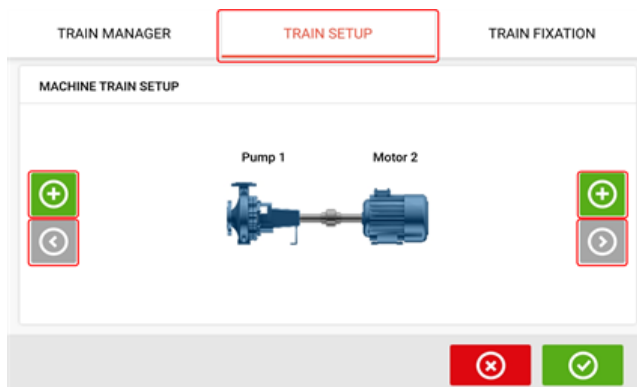 TRAIN MANAGER
TRAIN SETUP
TRAIN FIXATION
MACHINE TRAIN SETUP
Pump 1
Motor 2